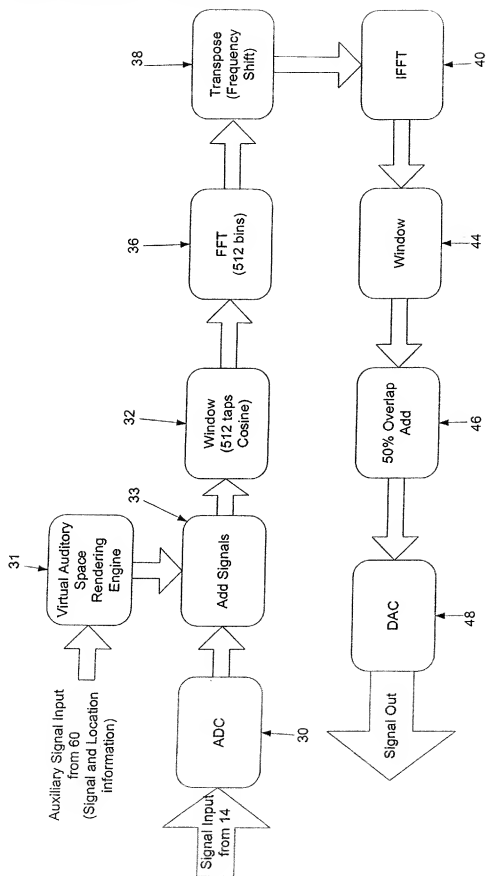 Auxiliary Signal Input
from 60
(Signal and Location
information)
31
Virtual Auditory
Space
Rendering
Engine
Signal Input
from 14
ADC
30
33
Add Signals
32
Window
(512 taps
Cosine)
36
FFT
(512 bins)
38
Transpose
(Frequency
Shift)
IFFT
40
Window
44
50% Overlap
Add
46
DAC
48
Signal Out